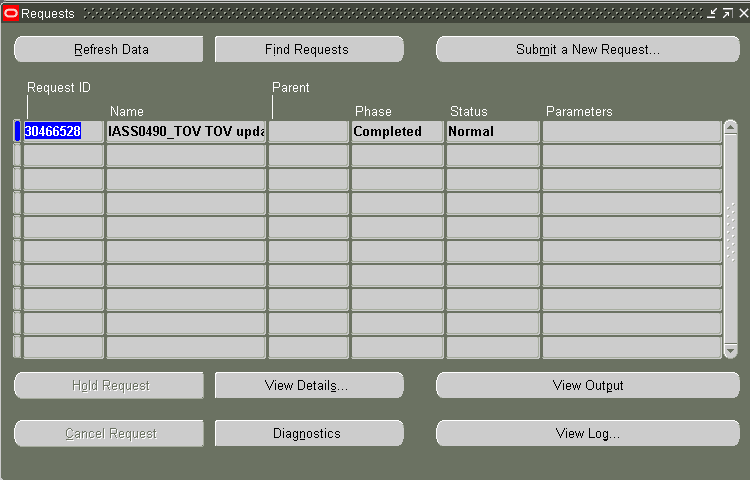 Requests
Refresh Data
Find Requests
Submit a New Request...
Request ID
Parent
Name
Phase
Status
Parameters
30466528
IASS0490_TOV TOV upda
Completed
Normal
Hold Request
View Details...
View Output
Cancel Request
Diagnostics
View Log...